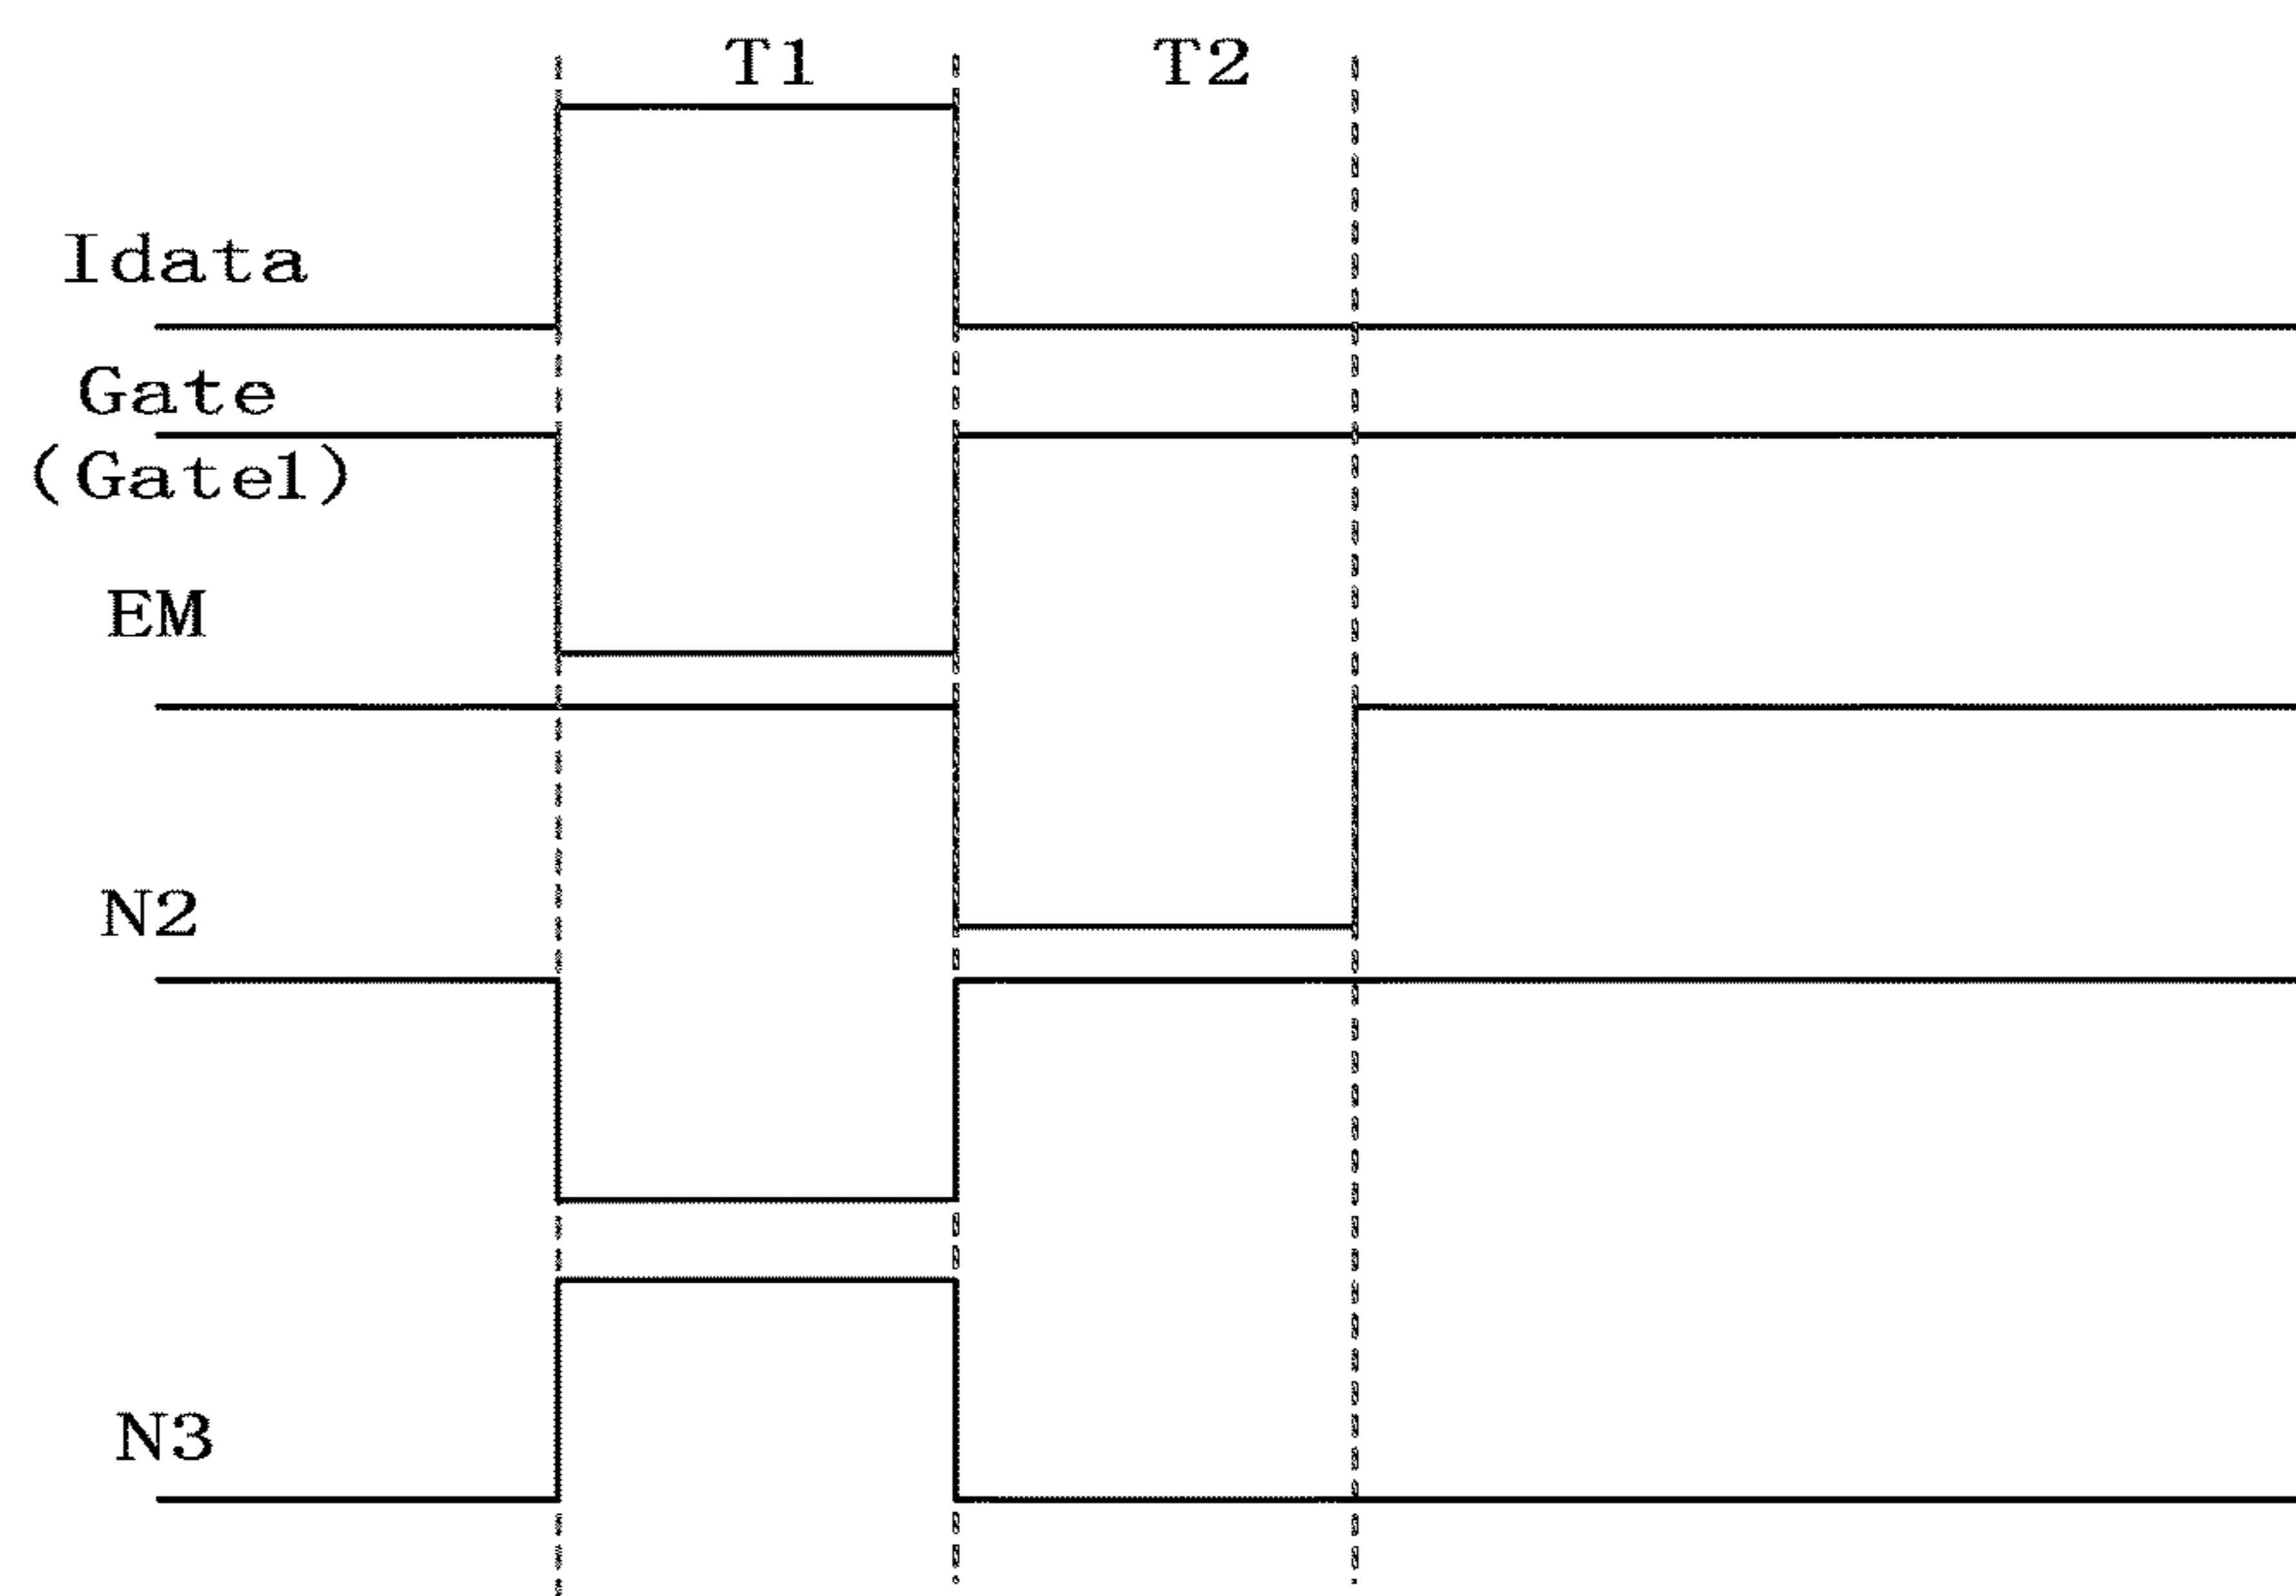 T1
T2
Idata
Gate
(Gate1)
EM
N2
N3